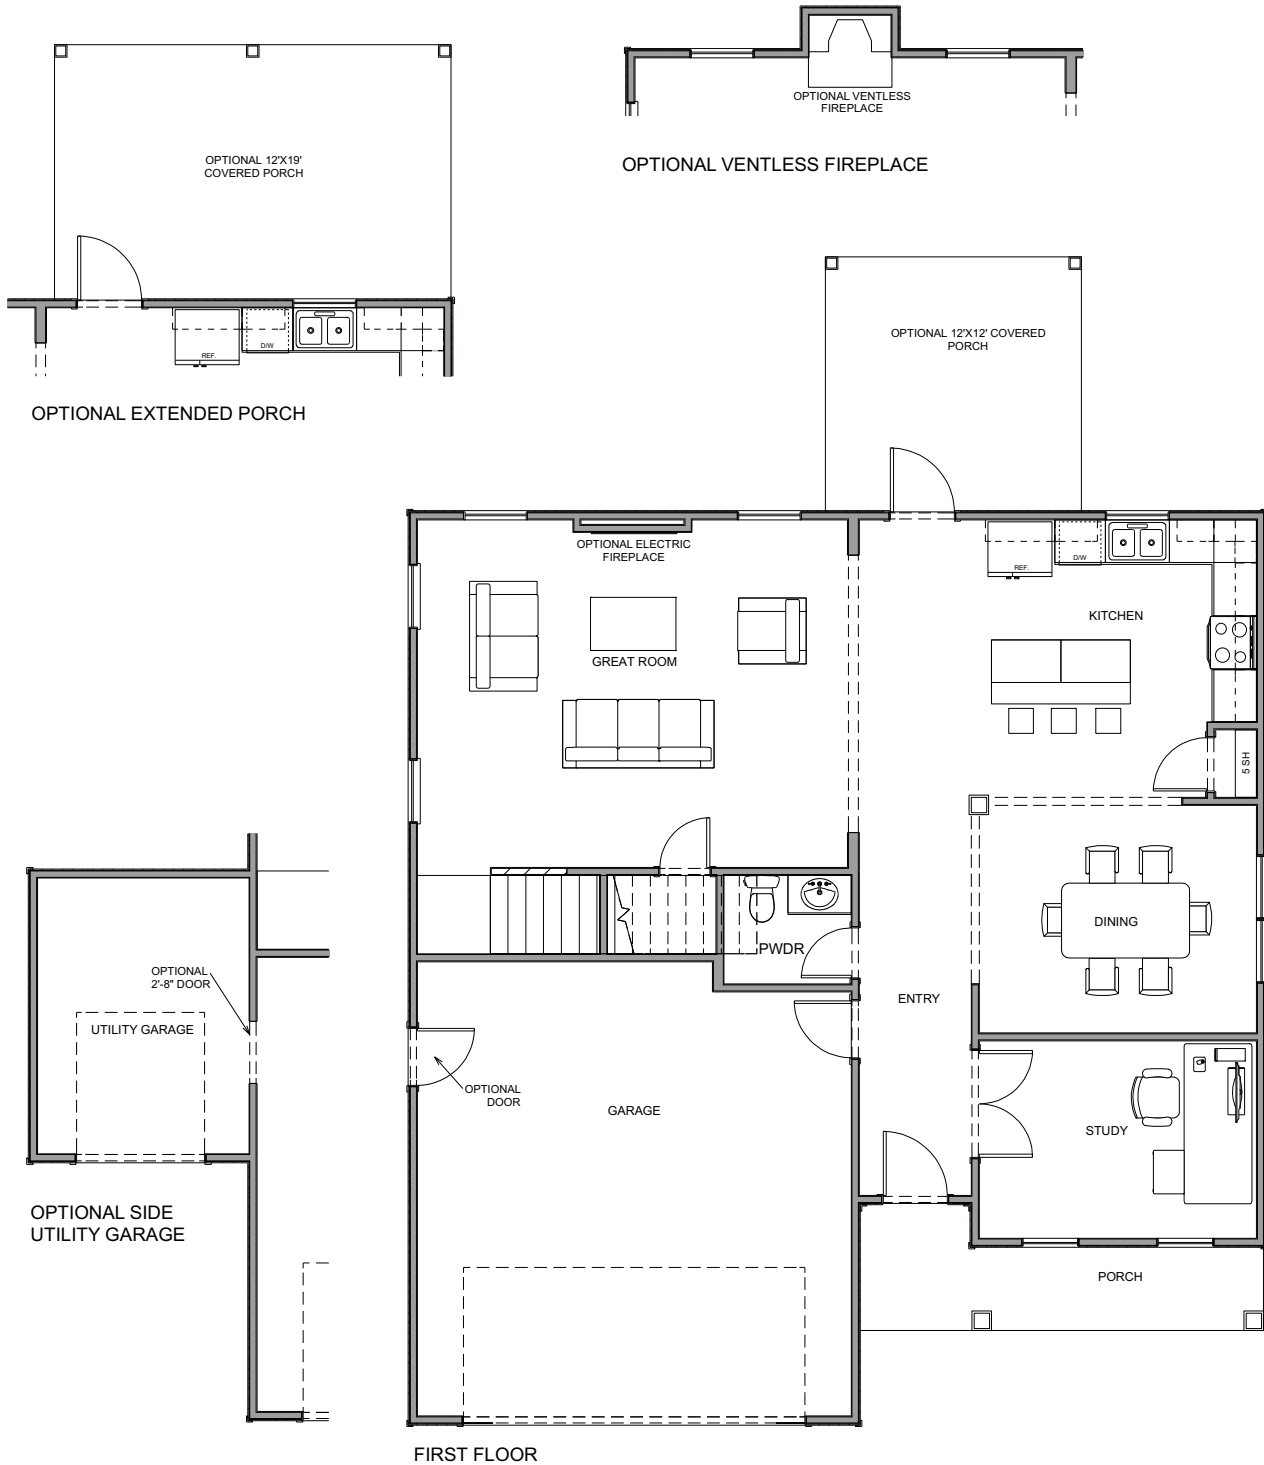 OPTIONAL 12'X19'
COVERED PORCH
REF.
D/W
OPTIONAL EXTENDED PORCH
OPTIONAL VENTLESS
FIREPLACE
OPTIONAL VENTLESS FIREPLACE
OPTIONAL 12'X12' COVERED
PORCH
OPTIONAL ELECTRIC
FIREPLACE
REF.
D/W
KITCHEN
GREAT ROOM
5 SH
DINING
PWDR
ENTRY
OPTIONAL
2'-8" DOOR
UTILITY GARAGE
OPTIONAL
DOOR
GARAGE
STUDY
OPTIONAL SIDE
UTILITY GARAGE
PORCH
FIRST FLOOR